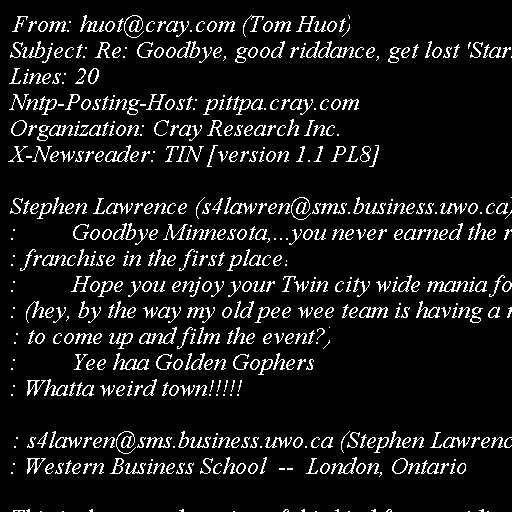 From: huot@cray.com (Tom Huot)
Subject: Re: Goodbye, good riddance, get lost 'Stars
Lines: 20
Nntp-Posting-Host: pittpa.cray.com
Organization: Cray Research Inc.
X-Newsreader: TIN [version 1.1 PL8]

Stephen Lawrence (s4lawren@sms.business.uwo.ca)
: Goodbye Minnesota,...you never earned the
: franchise in the first place.
: Hope you enjoy your Twin city wide mania
: (hey, by the way my old pee wee team is having a
: to come up and film the event?)
: Yee haa Golden Gophers
: Whatta weird town!!!!!

: s4lawren@sms.business.uwo.ca (Stephen Lawrenc
: Western Business School -- London, Ontario